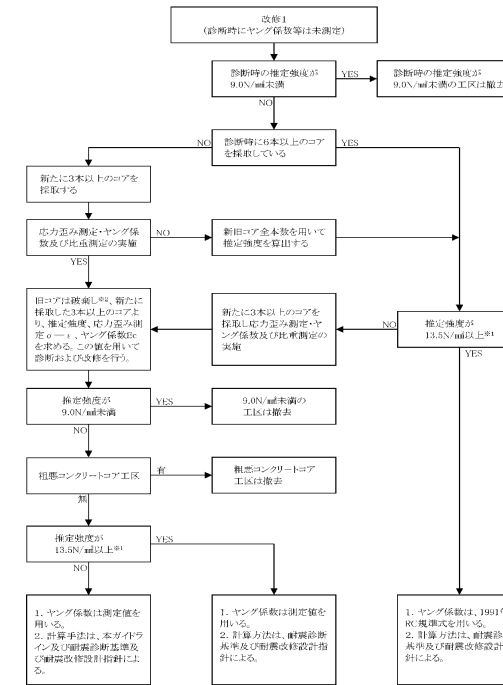 改修1
(診断時にヤング係数等は未測定)
診断時の推定強度が
9.0N/㎟未満
YES
診断時の推定強度が
9.0N/㎟未満の工区は撤去
NO
診断時に6本以上のコア
を採取している
NO
YES
新たに3本以上のコアを
採取する
応力歪み測定・ヤング係
数及び比重測定の実施
NO
新旧コア全本数を用いて
推定強度を算出する
YES
旧コアは破棄し※2、新たに
採取した3本以上のコアよ
り、推定強度、応力歪み測
定σ―ε、ヤング係数Ec
を求める。この値を用いて
診断および改修を行う。
新たに3本以上のコアを
採取し応力歪み測定・ヤ
ング係数及び比重測定の
実施
NO
推定強度が
13.5N/㎟以上※1
YES
推定強度が
9.0N/㎟未満
YES
9.0N/㎟未満の
工区は撤去
NO
粗悪コンクリートコア工区
有
粗悪コンクリートコア
工区は撤去
無
推定強度が
13.5N/㎟以上※1
YES
NO
1. ヤング係数は測定値を
用いる。
2. 計算手法は、本ガイドラ
イン及び耐震診断基準及
び耐震改修設計指針によ
る。
1. ヤング係数は測定値を
用いる。
2. 計算方法は、耐震診断
基準及び耐震改修設計指
針による。
1. ヤング係数は、1991年
RC規準式を用いる。
2. 計算方法は、耐震診
基準及び耐震改修設計
針による。